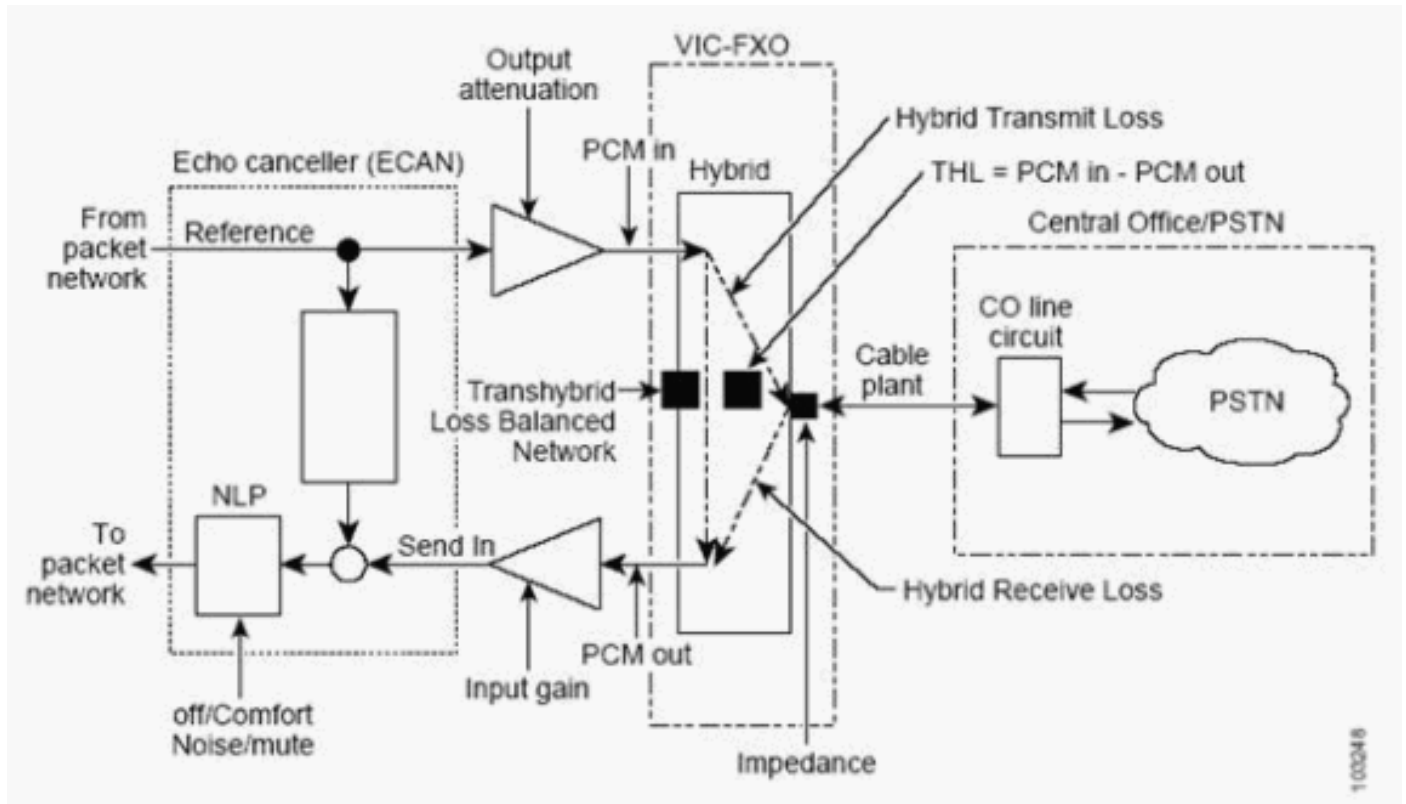 VIC-FXO
Output
attenuation
Hybrid Transmit Loss
PCM in
Echo canceller (ECAN)
Hybrid
THL = PCM in - PCM out
From
packet
network
Reference
Central Office/PSTN
CO line
circuit
Cable
plant
PSTN
Transhybrid
Loss Balanced
Network
NLP
To
packet
network
Send In
Hybrid Receive Loss
PCM out
Input gain
off/Comfort
Noise/mute
Impedance
103248